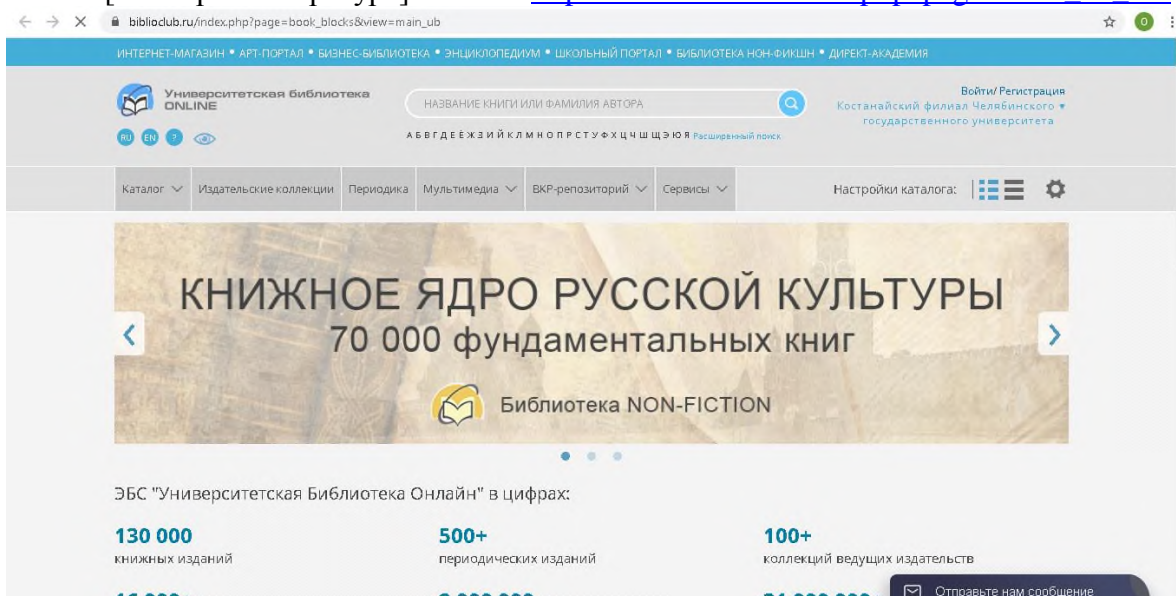 biblioclub.ru/index.php?page=book_blocks&view=main_ub
ИНТЕРНЕТ-МАГАЗИН • АРТ-ПОРТАЛ • БИЗНЕС-БИБЛИОТЕКА • ЭНЦИКЛОПЕДИУМ • ШКОЛЬНЫЙ ПОРТАЛ • БИБЛИОТЕКА НОН-ФИКШН • ДИРЕКТ-АКАДЕМИЯ
Университетская библиотека
ONLINE
НАЗВАНИЕ КНИГИ ИЛИ ФАМИЛИЯ АВТОРА
Войти/ Регистрация
Костанайский филиал Челябинского
государственного университета
RU EN ?
А Б В Г Д Е Ё Ж З И Й К Л М Н О П Р С Т У Ф Х Ц Ч Ш Щ Э Ю Я Расширенный поиск
Каталог Издательские коллекции Периодика Мультимедиа ВКР-репозиторий Сервисы Настройки каталога:
КНИЖНОЕ ЯДРО РУССКОЙ КУЛЬТУРЫ
70 000 фундаментальных книг
Библиотека NON-FICTION
ЭБС "Университетская Библиотека Онлайн" в цифрах:
130 000 500+ 100+
книжных изданий периодических изданий коллекций ведущих издательств
Отправьте нам сообщение